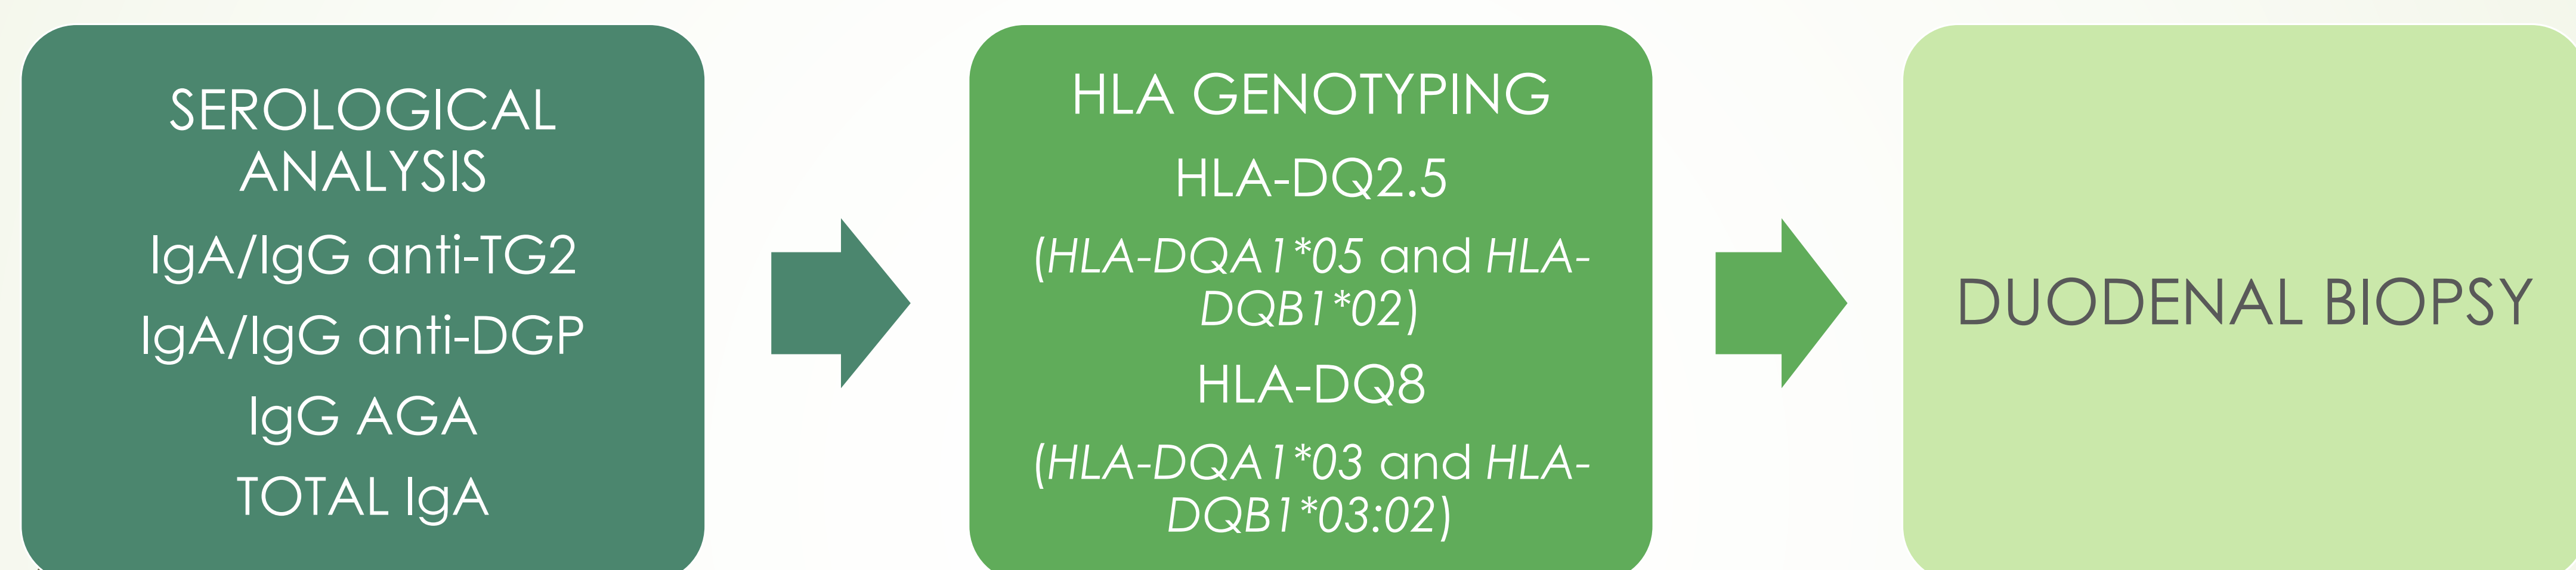 SEROLOGICAL
ANALYSIS
IgA/IgG anti-TG2
IgA/IgG anti-DGP
IgG AGA
TOTAL IgA
HLA GENOTYPING
HLA-DQ2.5
(HLA-DQA1*05 and HLA-
DQB1*02)
HLA-DQ8
(HLA-DQA1*03 and HLA-
DQB1*03:02)
DUODENAL BIOPSY